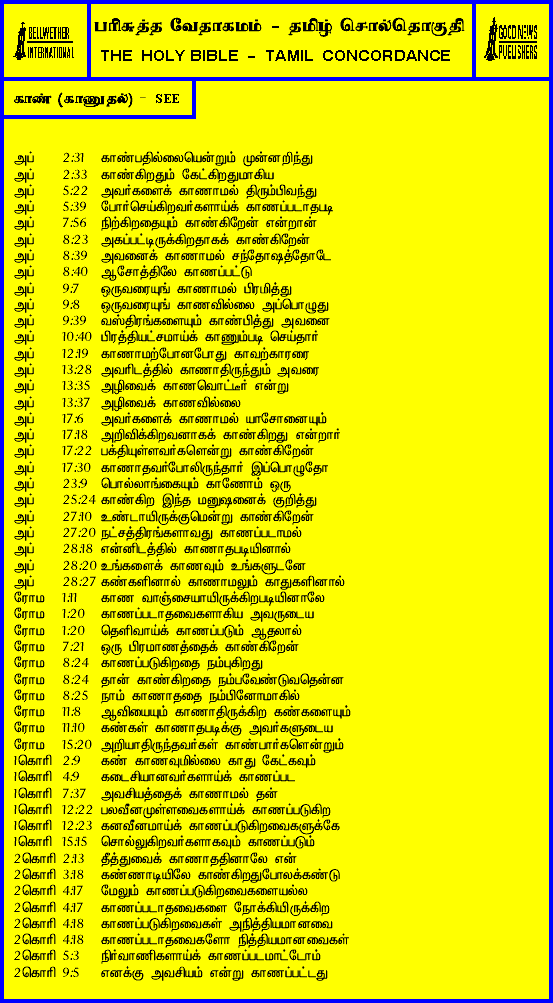 BELLWETHER
INTERNATIONAL
பரிசுத்த வேதாகமம் - தமிழ் சொல்தொகுதி
THE HOLY BIBLE - TAMIL CONCORDANCE
GOOD NEWS
PUBLISHERS
காண் (காணுதல்) - SEE
அப் 2:31 காண்பதில்லையென்றும் முன்னறிந்து
அப் 2:33 காண்கிறதும் கேட்கிறதுமாகிய
அப் 5:22 அவர்களைக் காணாமல் திரும்பிவந்து
அப் 5:39 போர்செய்கிறவர்களாய்க் காணப்படாதபடி
அப் 7:56 நிற்கிறதையும் காண்கிறேன் என்றான்
அப் 8:23 அகப்பட்டிருக்கிறதாகக் காண்கிறேன்
அப் 8:39 அவனைக் காணாமல் சந்தோஷத்தோடே
அப் 8:40 ஆசோத்திலே காணப்பட்டு
அப் 9:7 ஒருவரையுங் காணாமல் பிரமித்து
அப் 9:8 ஒருவரையுங் காணவில்லை அப்பொழுது
அப் 9:39 வஸ்திரங்களையும் காண்பித்து அவனை
அப் 10:40 பிரத்தியட்சமாய்க் காணும்படி செய்தார்
அப் 12:19 காணாமற்போனபோது காவற்காரரை
அப் 13:28 அவரிடத்தில் காணாதிருந்தும் அவரை
அப் 13:35 அழிவைக் காணவொட்டீர் என்று
அப் 13:37 அழிவைக் காணவில்லை
அப் 17:6 அவர்களைக் காணாமல் யாசோனையும்
அப் 17:18 அறிவிக்கிறவனாகக் காண்கிறது என்றார்
அப் 17:22 பக்தியுள்ளவர்களென்று காண்கிறேன்
அப் 17:30 காணாதவர்போலிருந்தார் இப்பொழுதோ
அப் 23:9 பொல்லாங்கையும் காணோம் ஒரு
அப் 25:24 காண்கிற இந்த மனுஷனைக் குறித்து
அப் 27:10 உண்டாயிருக்குமென்று காண்கிறேன்
அப் 27:20 நட்சத்திரங்களாவது காணப்படாமல்
அப் 28:18 என்னிடத்தில் காணாதபடியினால்
அப் 28:20 உங்களைக் காணவும் உங்களுடனே
அப் 28:27 கண்களினால் காணாமலும் காதுகளினால்
ரோம 1:11 காண வாஞ்சையாயிருக்கிறபடியினாலே
ரோம 1:20 காணப்படாதவைகளாகிய அவருடைய
ரோம 1:20 தெளிவாய்க் காணப்படும் ஆதலால்
ரோம 7:21 ஒரு பிரமாணத்தைக் காண்கிறேன்
ரோம 8:24 காணப்படுகிறதை நம்புகிறது
ரோம 8:24 தான் காண்கிறதை நம்பவேண்டுவதென்ன
ரோம 8:25 நாம் காணாததை நம்பினோமாகில்
ரோம 11:8 ஆவியையும் காணாதிருக்கிற கண்களையும்
ரோம 11:10 கண்கள் காணாதபடிக்கு அவர்களுடைய
ரோம 15:20 அறியாதிருந்தவர்கள் காண்பார்களென்றும்
1கொரி 2:9 கண் காணவுமில்லை காது கேட்கவும்
1கொரி 4:9 கடைசியானவர்களாய்க் காணப்பட
1கொரி 7:37 அவசியத்தைக் காணாமல் தன்
1கொரி 12:22 பலவீனமுள்ளவைகளாய்க் காணப்படுகிற
1கொரி 12:23 கனவீனமாய்க் காணப்படுகிறவைகளுக்கே
1கொரி 15:15 சொல்லுகிறவர்களாகவும் காணப்படும்
2கொரி 2:13 தீத்துவைக் காணாததினாலே என்
2கொரி 3:18 கண்ணாடியிலே காண்கிறதுபோலக்கண்டு
2கொரி 4:17 மேலும் காணப்படுகிறவைகளையல்ல
2கொரி 4:17 காணப்படாதவைகளை நோக்கியிருக்கிற
2கொரி 4:18 காணப்படுகிறவைகள் அநித்தியமானவை
2கொரி 4:18 காணப்படாதவைகளோ நித்தியமானவைகள்
2கொரி 5:3 நிர்வாணிகளாய்க் காணப்படமாட்டோம்
2கொரி 9:5 எனக்கு அவசியம் என்று காணப்பட்டது